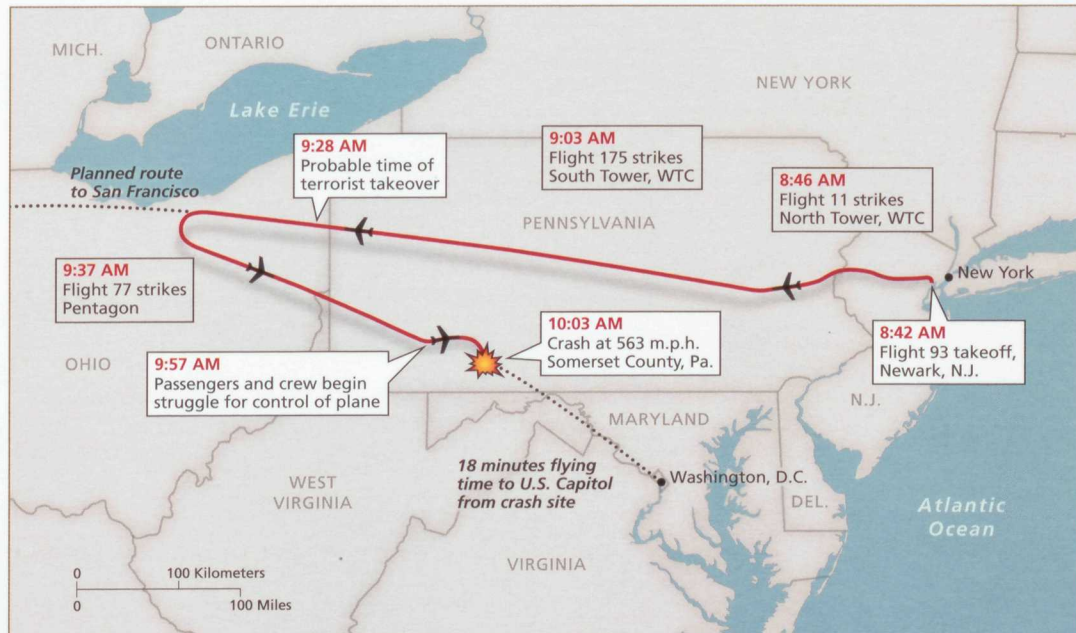 MICH.
ONTARIO
NEW YORK
Lake Erie
9:28 AM
Probable time of
terrorist takeover
9:03 AM
Flight 175 strikes
South Tower, WTC
8:46 AM
Flight 11 strikes
North Tower, WTC
Planned route
to San Francisco
PENNSYLVANIA
New York
9:37 AM
Flight 77 strikes
Pentagon
10:03 AM
Crash at 563 m.p.h.
Somerset County, Pa.
8:42 AM
Flight 93 takeoff,
Newark, N.J.
OHIO
9:57 AM
Passengers and crew begin
struggle for control of plane
N.J.
MARYLAND
18 minutes flying
time to U.S. Capitol
from crash site
Washington, D.C.
WEST
VIRGINIA
DEL.
Atlantic
Ocean
VIRGINIA
0
100 Kilometers
0
100 Miles